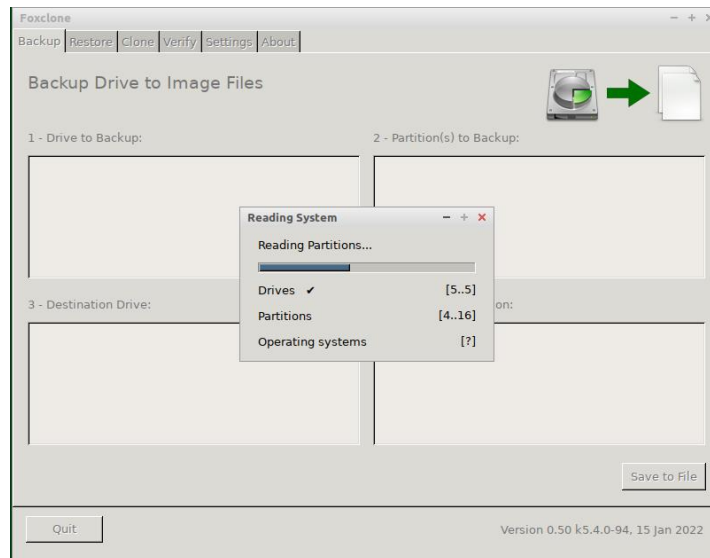 Foxclone
Backup Restore Clone Verify Settings About
Backup Drive to Image Files
1 - Drive to Backup:
2 - Partition(s) to Backup:
Reading System
Reading Partitions...
Drives ✔ [5..5]
Partitions [4..16]
Operating systems [?]
3 - Destination Drive:
on:
Save to File
Quit
Version 0.50 k5.4.0-94, 15 Jan 2022